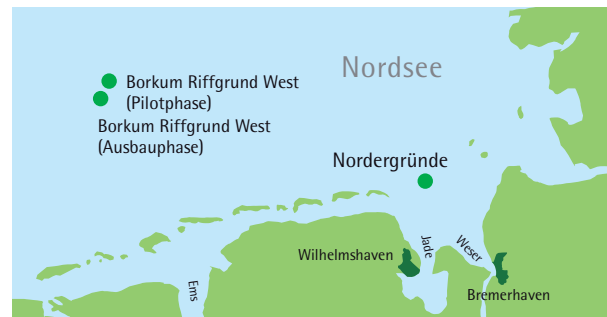 Nordsee
Borkum Riffgrund West
(Pilotphase)
Borkum Riffgrund West
(Ausbauphase)
Nordergründe
Wilhelmshaven
Jade
Weser
Ems
Bremerhaven